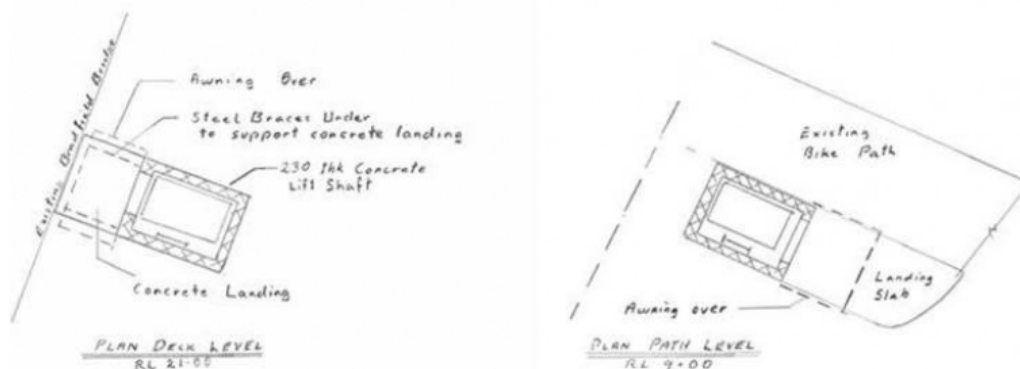 Existing Bradfield Bridge
Awning Over
Steel Braces Under
to support concrete landing
230 thk Concrete
Lift Shaft
Concrete Landing
PLAN DECK LEVEL
RL 21.00
Existing
Bike Path
Landing
Slab
Awning over
PLAN PATH LEVEL
RL 9.00